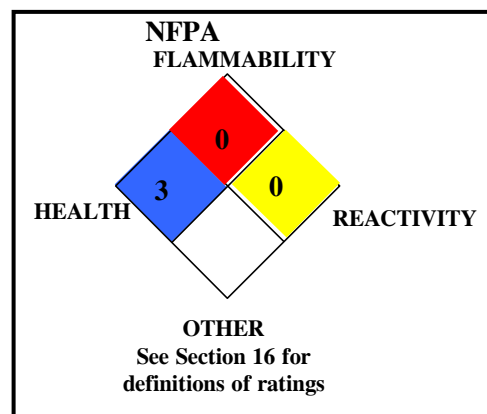 NFPA
FLAMMABILITY
0
3
0
HEALTH
REACTIVITY
OTHER
See Section 16 for
definitions of ratings